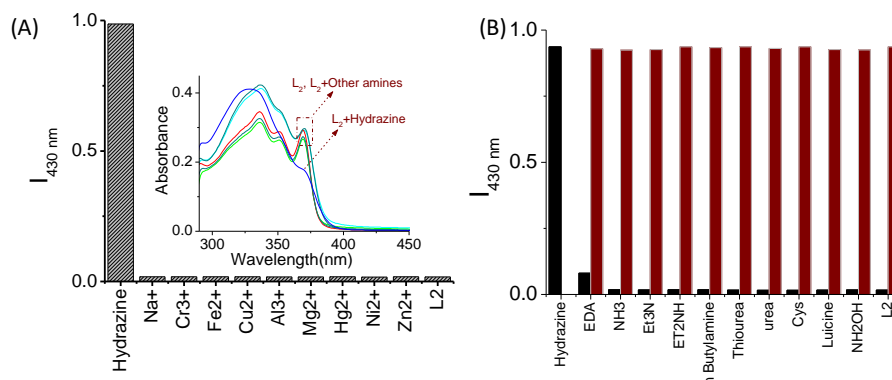 (A)
1.0
0.5
0.0
I430 nm
Hydrazine
Na+
Cr3+
Fe2+
Cu2+
Al3+
Mg2+
Hg2+
Ni2+
Zn2+
L2
0.4
0.2
0.0
Absorbance
300
350
400
450
Wavelength(nm)
L2, L2+Other amines
L2+Hydrazine
(B)
1.0
0.5
0.0
I430 nm
Hydrazine
EDA
NH3
Et3N
ET2NH
n Butylamine
Thiourea
urea
Cys
Luicine
NH2OH
L2